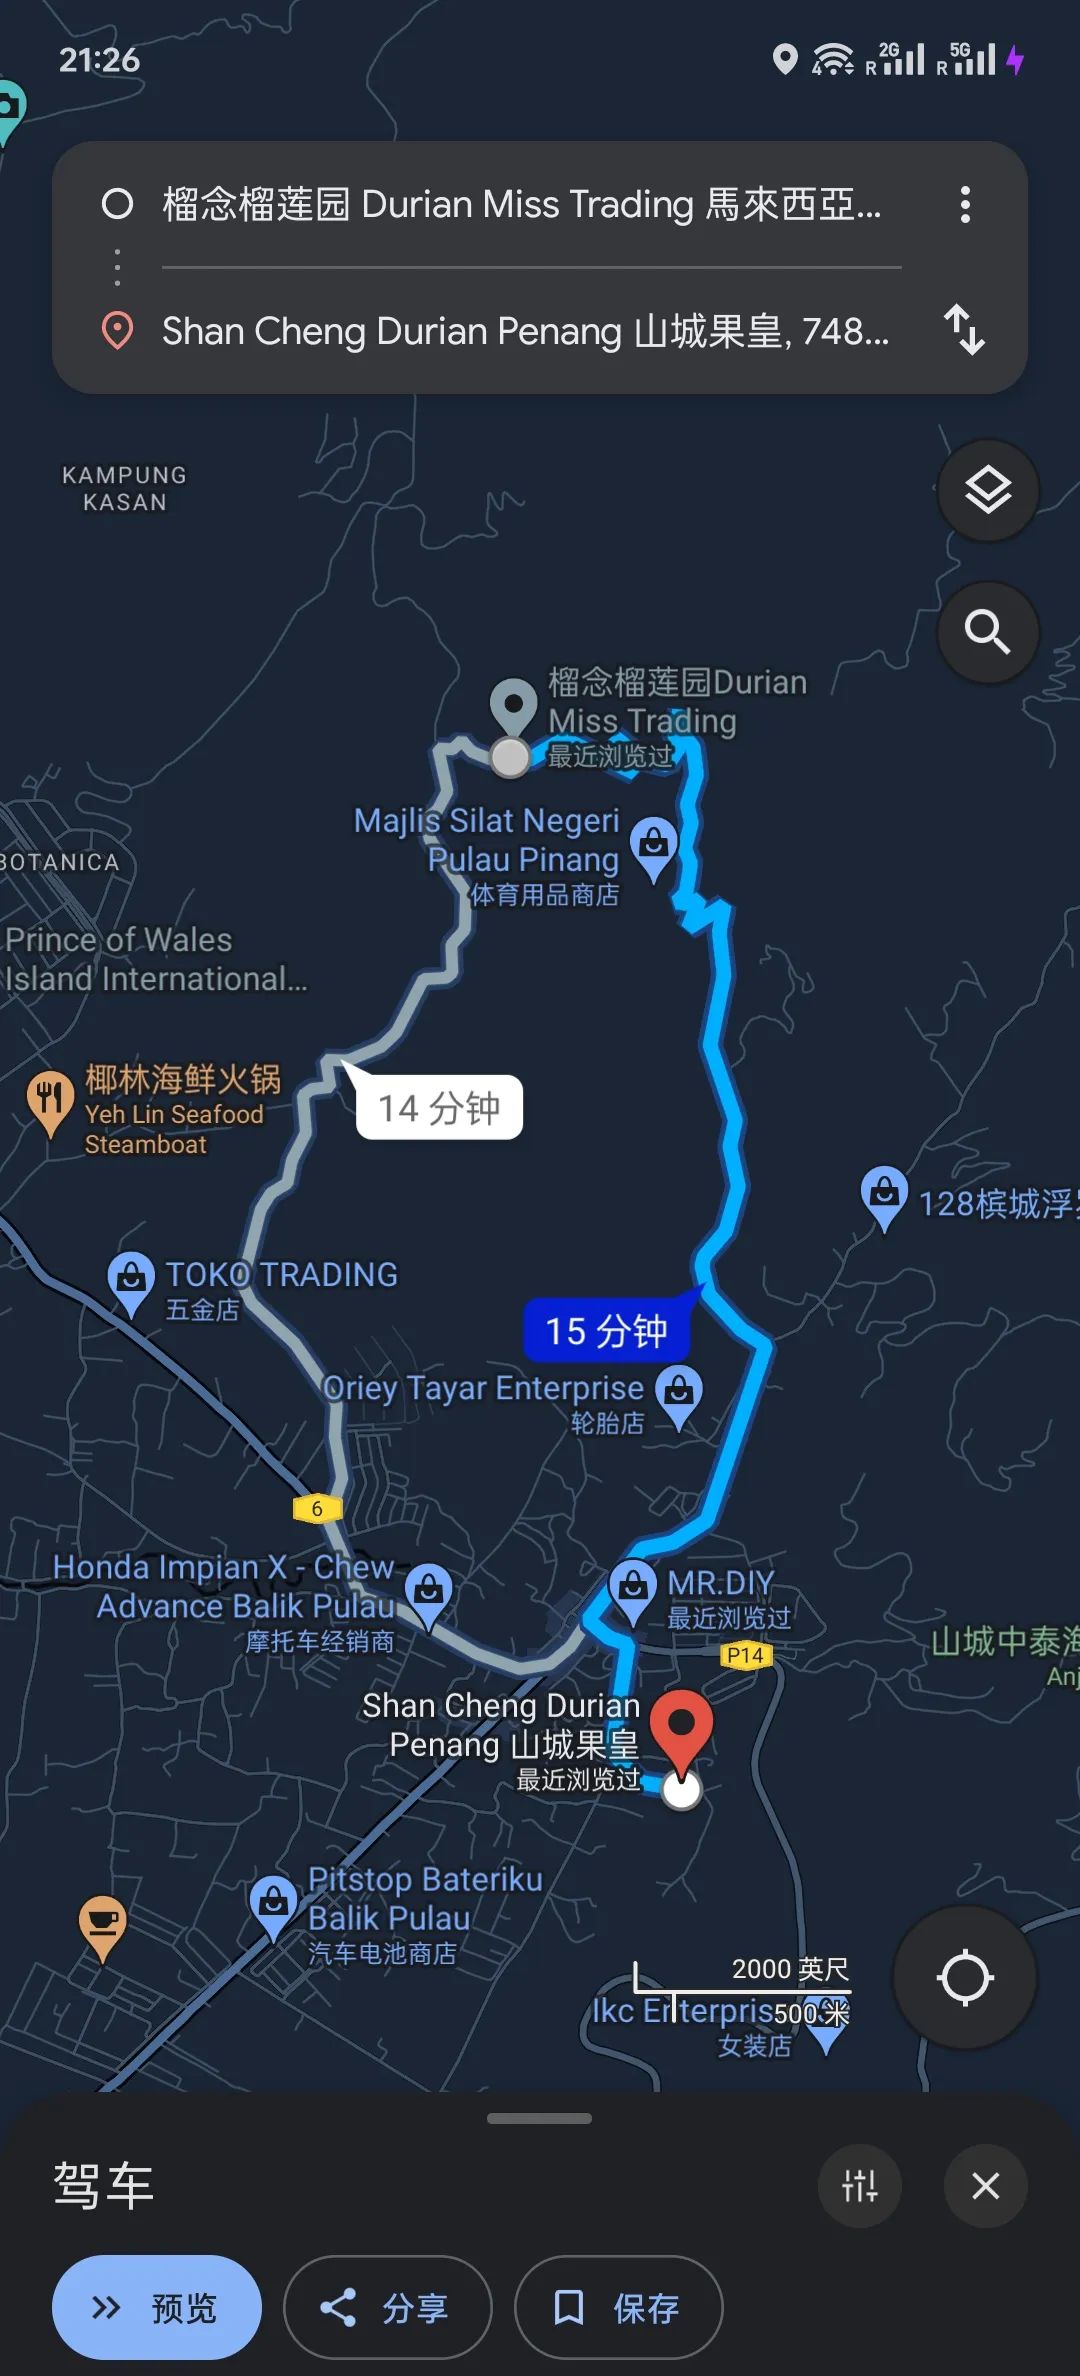 21:26
4
R 2G
R 5G
榴念榴莲园 Durian Miss Trading 馬來西亞...
Shan Cheng Durian Penang 山城果皇, 748...
KAMPUNG
KASAN
榴念榴莲园Durian
Miss Trading
最近浏览过
Majlis Silat Negeri
Pulau Pinang
体育用品商店
BOTANICA
Prince of Wales
Island International...
椰林海鲜火锅
Yeh Lin Seafood
Steamboat
14 分钟
128槟城浮
TOKO TRADING
五金店
15 分钟
Oriey Tayar Enterprise
轮胎店
6
Honda Impian X - Chew
Advance Balik Pulau
摩托车经销商
MR.DIY
最近浏览过
P14
山城中泰海
Anj
Shan Cheng Durian
Penang 山城果皇
最近浏览过
Pitstop Bateriku
Balik Pulau
汽车电池商店
2000 英尺
500 米
女装店
驾车
预览
分享
保存